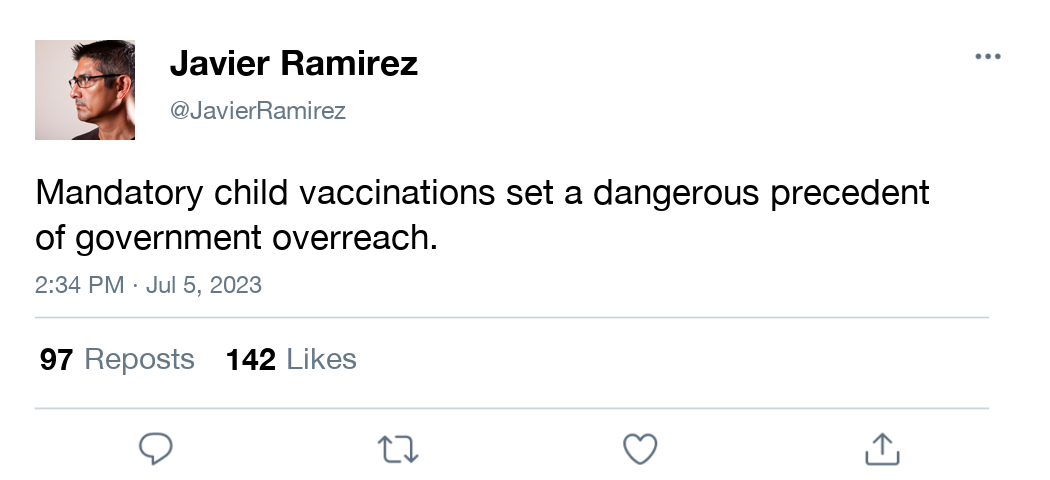 Javier Ramirez
@JavierRamirez
Mandatory child vaccinations set a dangerous precedent
of government overreach.
2:34 PM · Jul 5, 2023
97 Reposts 142 Likes